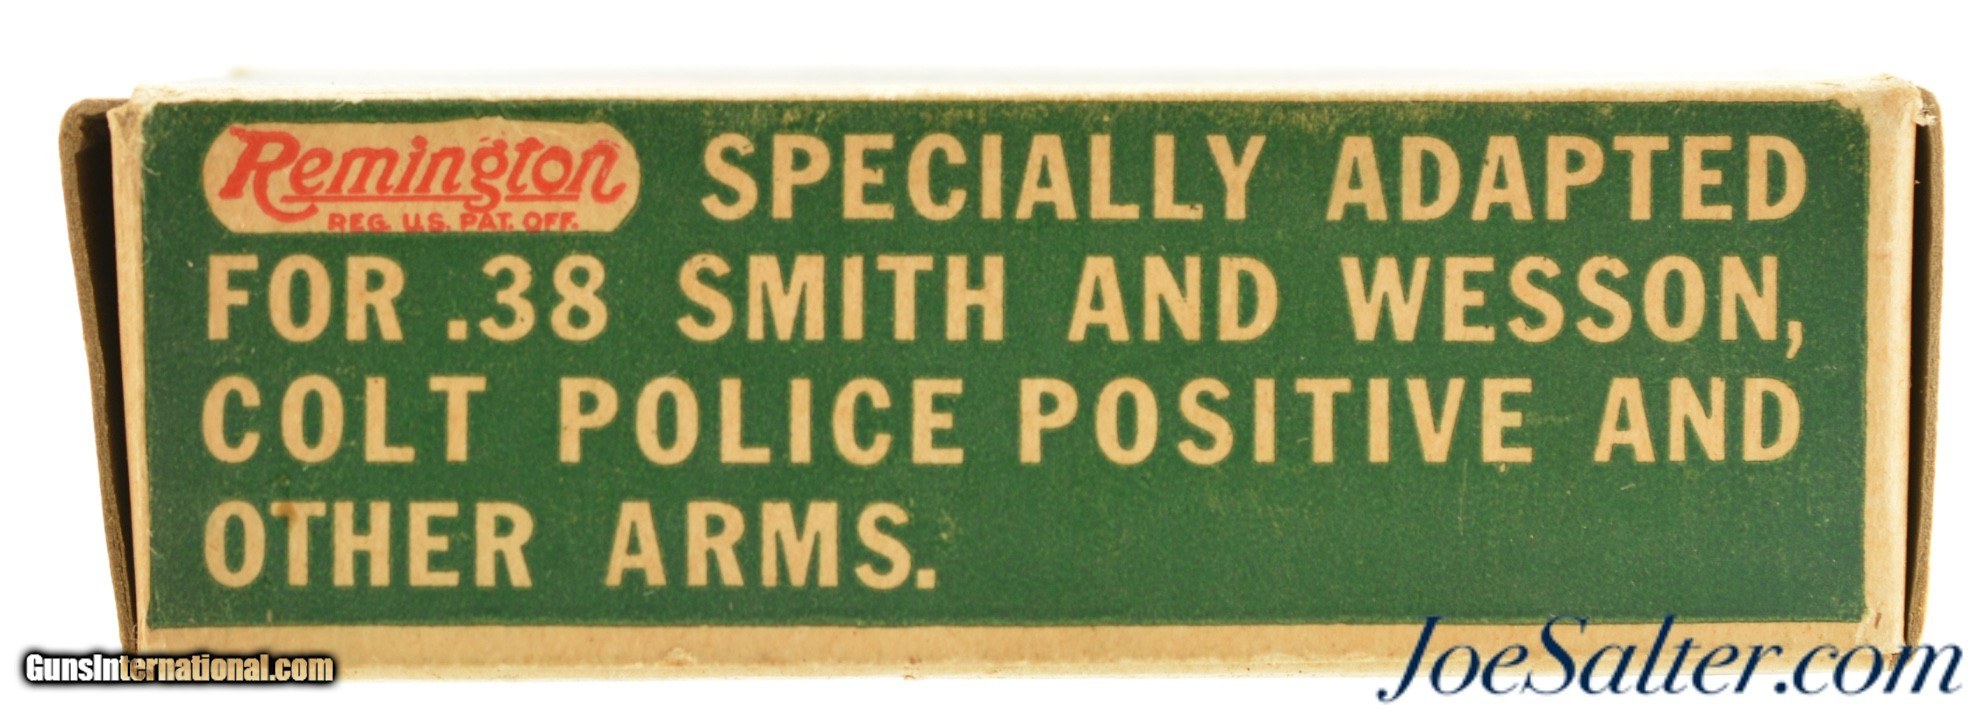 Remington SPECIALLY ADAPTED
REG. U.S. PAT. OFF.
FOR .38 SMITH AND WESSON,
COLT POLICE POSITIVE AND
OTHER ARMS.
GunsInternational.com
JoeSalter.com